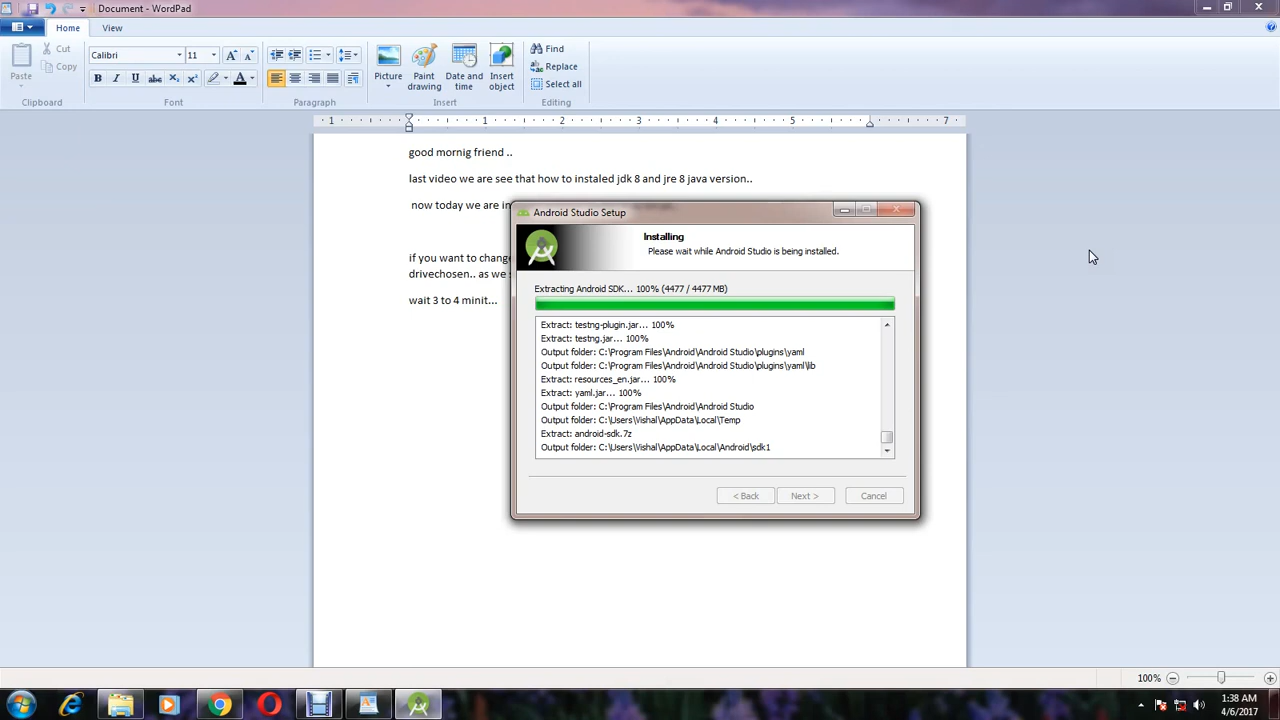 Document - WordPad
Home
View
Paste
Cut
Copy
Clipboard
Calibri
11
Font
Paragraph
Picture
Paint drawing
Date and time
Insert object
Insert
Find
Replace
Select all
Editing
1 1 2 3 4 5 7
good mornig friend ..
last video we are see that how to instaled jdk 8 and jre 8 java version..
now today we are in
if you want to change
drivechosen.. as we s
wait 3 to 4 minit...
Android Studio Setup
Installing
Please wait while Android Studio is being installed.
Extracting Android SDK... 100% (4477 / 4477 MB)
Extract: testng-plugin.jar... 100%
Extract: testng.jar... 100%
Output folder: C:\Program Files\Android\Android Studio\plugins\yaml
Output folder: C:\Program Files\Android\Android Studio\plugins\yaml\lib
Extract: resources_en.jar... 100%
Extract: yaml.jar... 100%
Output folder: C:\Program Files\Android\Android Studio
Output folder: C:\Users\Vishal\AppData\Local\Temp
Extract: android-sdk.7z
Output folder: C:\Users\Vishal\AppData\Local\Android\sdk1
< Back
Next >
Cancel
100%
1:38 AM
4/6/2017